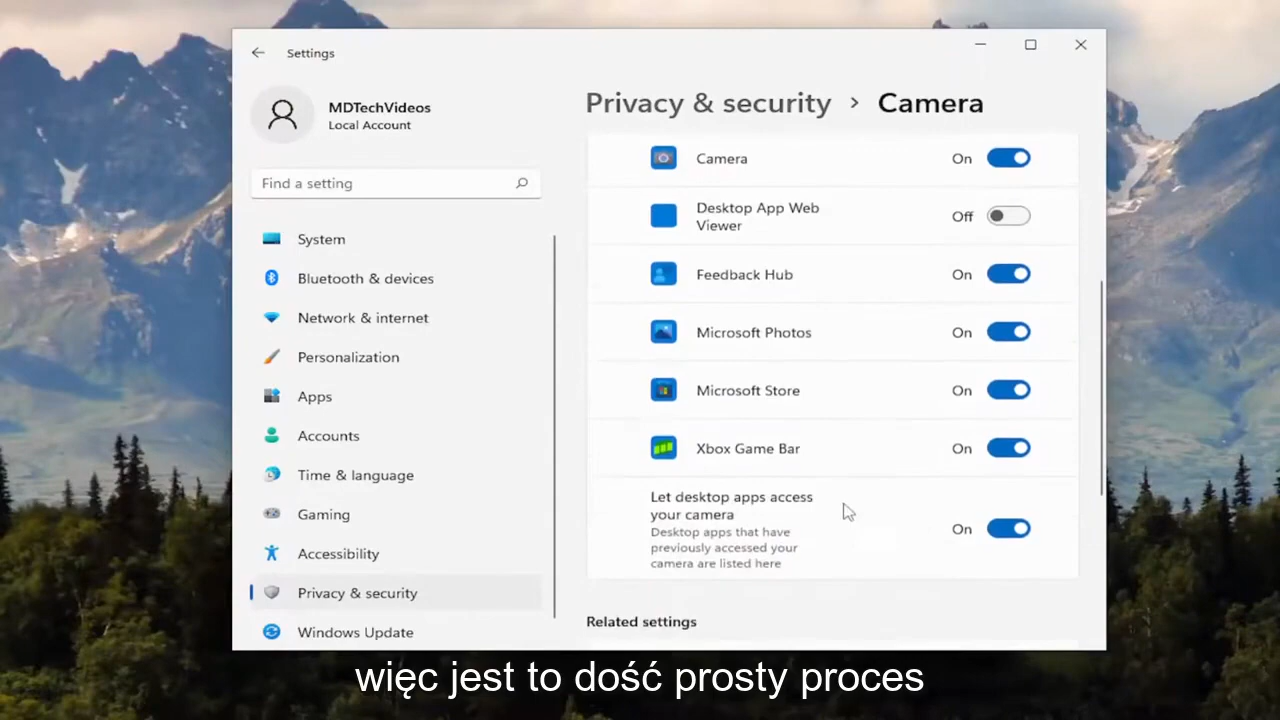 Settings
MDTechVideos
Local Account
Find a setting
System
Bluetooth & devices
Network & internet
Personalization
Apps
Accounts
Time & language
Gaming
Accessibility
Privacy & security
Windows Update
Privacy & security > Camera
Camera On
Desktop App Web
Viewer
Off
Feedback Hub On
Microsoft Photos On
Microsoft Store On
Xbox Game Bar On
Let desktop apps access
your camera
Desktop apps that have
previously accessed your
camera are listed here
On
Related settings
więc jest to dość prosty proces